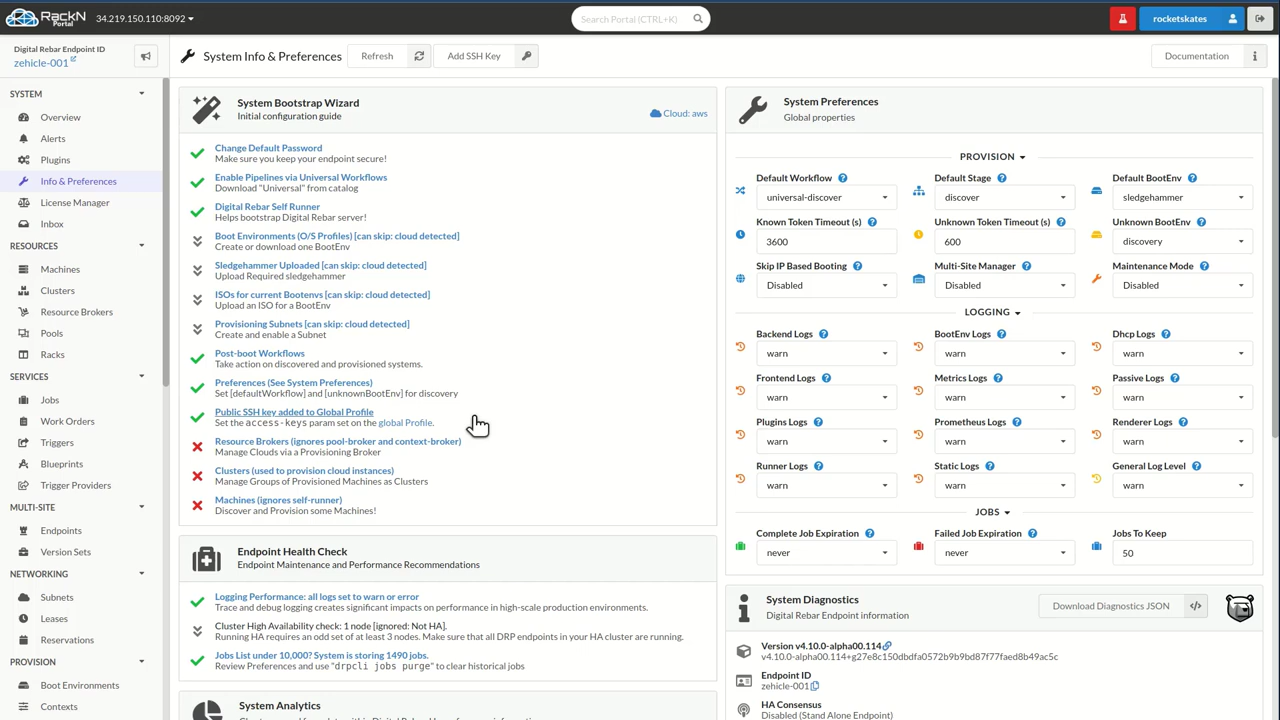 RackN
Portal
34.219.150.110:8092
Search Portal (CTRL+K)
rocketskates
Digital Rebar Endpoint ID
zehicle-001
System Info & Preferences
Refresh
Add SSH Key
Documentation
SYSTEM
Overview
Alerts
Plugins
Info & Preferences
License Manager
Inbox
RESOURCES
Machines
Clusters
Resource Brokers
Pools
Racks
SERVICES
Jobs
Work Orders
Triggers
Blueprints
Trigger Providers
MULTI-SITE
Endpoints
Version Sets
NETWORKING
Subnets
Leases
Reservations
PROVISION
Boot Environments
Contexts
System Bootstrap Wizard
Initial configuration guide
Cloud: aws
Change Default Password
Make sure you keep your endpoint secure!
Enable Pipelines via Universal Workflows
Download "Universal" from catalog
Digital Rebar Self Runner
Helps bootstrap Digital Rebar server!
Boot Environments (O/S Profiles) [can skip: cloud detected]
Create or download one BootEnv
Sledgehammer Uploaded [can skip: cloud detected]
Upload Required sledgehammer
ISOs for current Bootenvs [can skip: cloud detected]
Upload an ISO for a BootEnv
Provisioning Subnets [can skip: cloud detected]
Create and enable a Subnet
Post-boot Workflows
Take action on discovered and provisioned systems.
Preferences (See System Preferences)
Set [defaultWorkflow] and [unknownBootEnv] for discovery
Public SSH key added to Global Profile
Set the access-keys param set on the global Profile.
Resource Brokers (ignores pool-broker and context-broker)
Manage Clouds via a Provisioning Broker
Clusters (used to provision cloud instances)
Manage Groups of Provisioned Machines as Clusters
Machines (ignores self-runner)
Discover and Provision some Machines!
Endpoint Health Check
Endpoint Maintenance and Performance Recommendations
Logging Performance: all logs set to warn or error
Trace and debug logging creates significant impacts on performance in high-scale production environments.
Cluster High Availability check: 1 node [ignoring: Not HA].
Running HA requires an odd set of at least 3 nodes. Make sure that all DRP endpoints in your HA cluster are running.
Jobs List under 10,000? System is storing 1490 jobs.
Review Preferences and use "drpcli jobs purge" to clear historical jobs
System Analytics
System Preferences
Global properties
PROVISION
Default Workflow
Default Stage
Default BootEnv
universal-discover
discover
sledgehammer
Known Token Timeout (s)
Unknown Token Timeout (s)
Unknown BootEnv
3600
600
discovery
Skip IP Based Booting
Multi-Site Manager
Maintenance Mode
Disabled
Disabled
Disabled
LOGGING
Backend Logs
BootEnv Logs
Dhcp Logs
warn
warn
warn
Frontend Logs
Metrics Logs
Passive Logs
warn
warn
warn
Plugins Logs
Prometheus Logs
Renderer Logs
warn
warn
warn
Runner Logs
Static Logs
General Log Level
warn
warn
warn
JOBS
Complete Job Expiration
Failed Job Expiration
Jobs To Keep
never
never
50
System Diagnostics
Digital Rebar Endpoint information
Download Diagnostics JSON
Version v4.10.0-alpha00.114
v4.10.0-alpha00.114+g27e8c150dbdfa0572b9b9bd87f77faed8b49ac5c
Endpoint ID
zehicle-001
HA Consensus
Disabled (Stand Alone Endpoint)